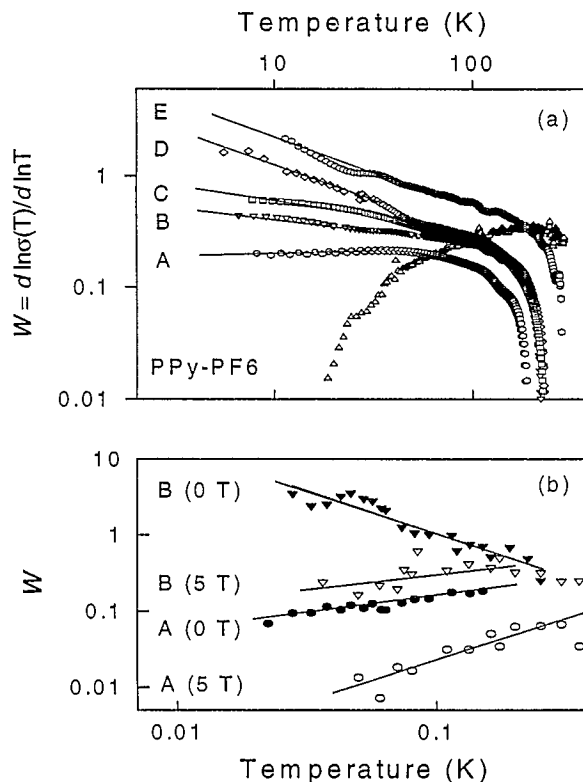 Temperature (K)
10 100
(a)
E
D
C
B
A
1
0.1
0.01
W = d lnσ(T)/d lnT
PPy-PF6
(b)
10
1
0.1
0.01
W
B (0 T)
B (5 T)
A (0 T)
A (5 T)
0.01 0.1
Temperature (K)